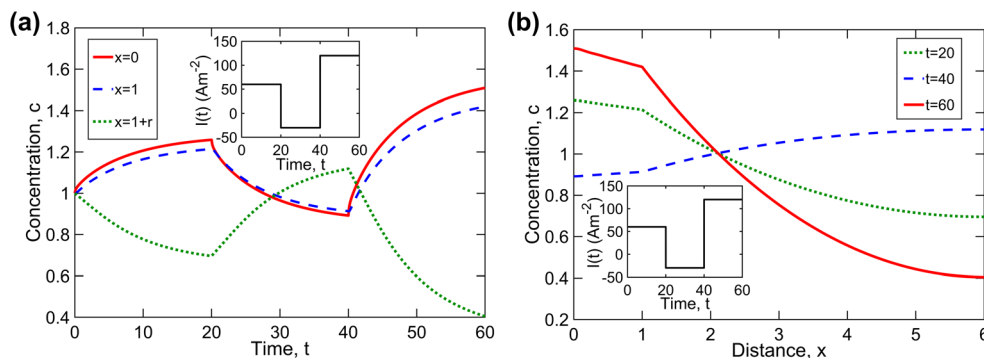 (a)
Concentration, c
1.8
1.6
1.4
1.2
1
0.8
0.6
0.4
0 10 20 30 40 50 60
Time, t
x=0
x=1
x=1+r
I(t) (Am⁻²)
150
100
50
0
-50
0 20 40 60
Time, t
(b)
Concentration, c
1.8
1.6
1.4
1.2
1
0.8
0.6
0.4
0.2
0 1 2 3 4 5 6
Distance, x
t=20
t=40
t=60
I(t) (Am⁻²)
150
100
50
0
-50
0 20 40 60
Time, t